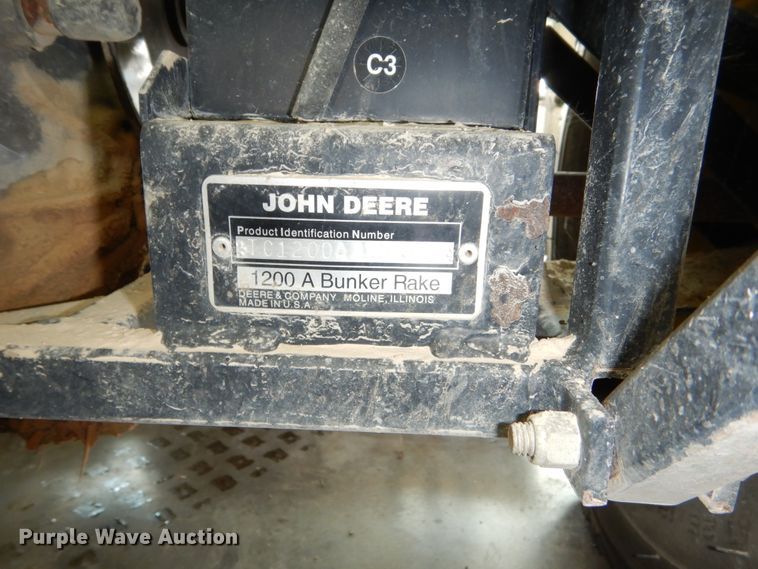 C3
JOHN DEERE
Product Identification Number
1200 A Bunker Rake
DEERE & COMPANY MOLINE, ILLINOIS
MADE IN U.S.A.
Purple Wave Auction